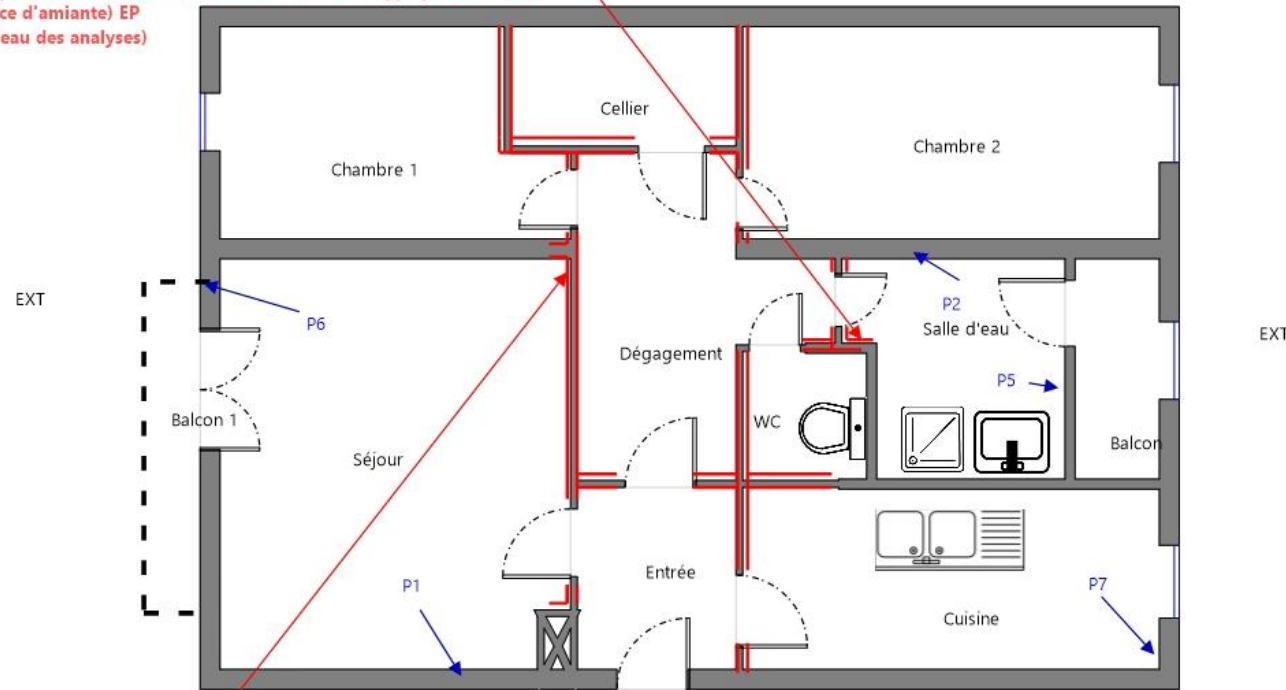 ce d'amiante) EP
eau des analyses)
Cellier
Chambre 2
Chambre 1
EXT
P6
P2
Salle d'eau
EXT
Dégagement
P5
WC
Balcon 1
Séjour
Balcon
Entrée
P1
P7
Cuisine